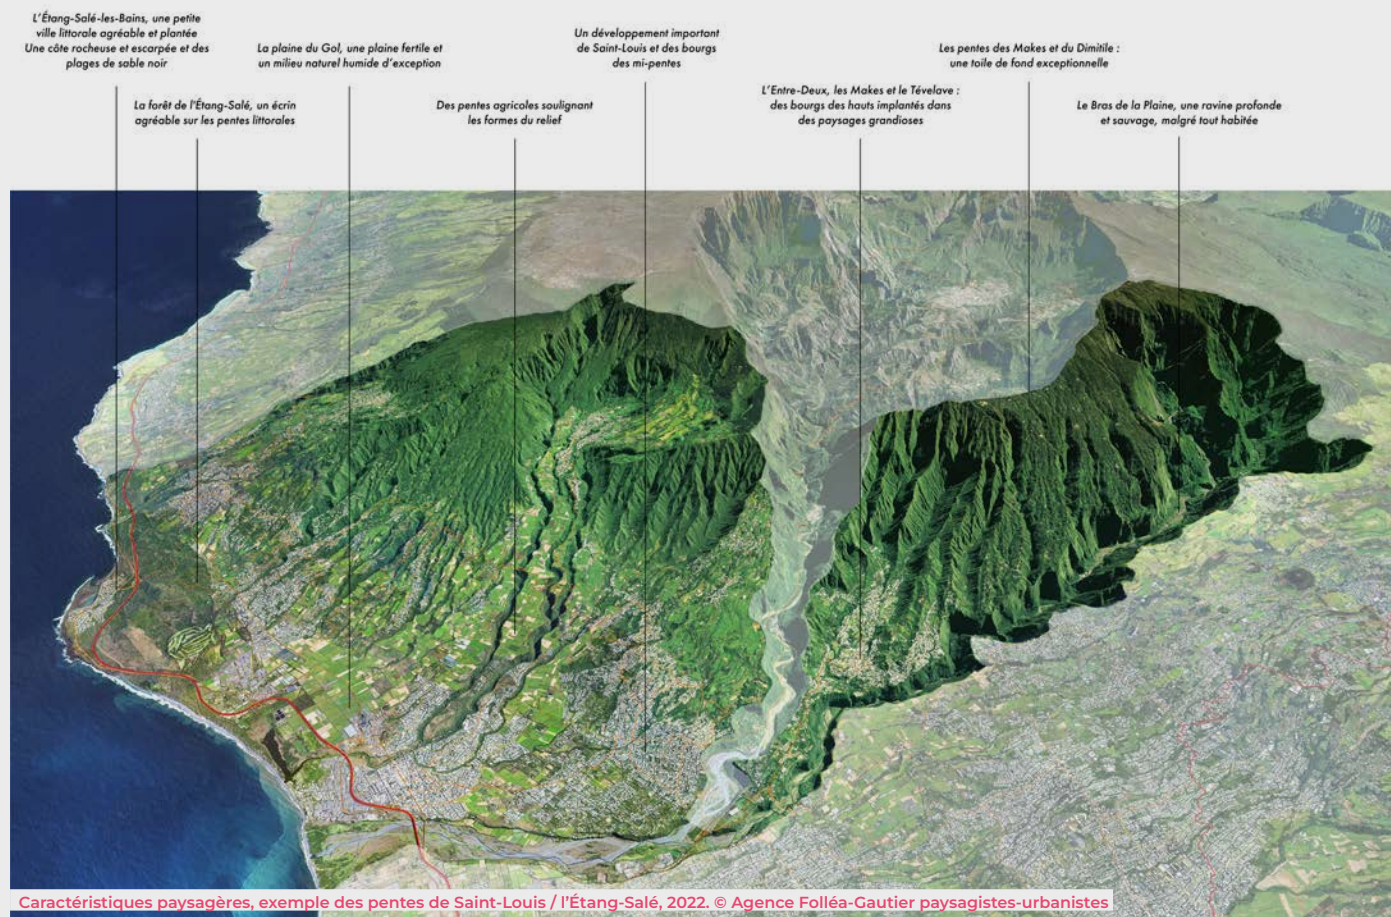 L'Étang-Salé-les-Bains, une petite
ville littorale agréable et plantée
Une côte rocheuse et escarpée et des
plages de sable noir
La forêt de l'Étang-Salé, un écrin
agréable sur les pentes littorales
La plaine du Gol, une plaine fertile et
un milieu naturel humide d'exception
Des pentes agricoles soulignant
les formes du relief
Un développement important
de Saint-Louis et des bourgs
des mi-pentes
L'Entre-Deux, les Makes et le Tévelave :
des bourgs des hauts implantés dans
des paysages grandioses
Les pentes des Makes et du Dimitile :
une toile de fond exceptionnelle
Le Bras de la Plaine, une ravine profonde
et sauvage, malgré tout habitée
Caractéristiques paysagères, exemple des pentes de Saint-Louis / l'Étang-Salé, 2022. © Agence Folléa-Gautier paysagistes-urbanistes